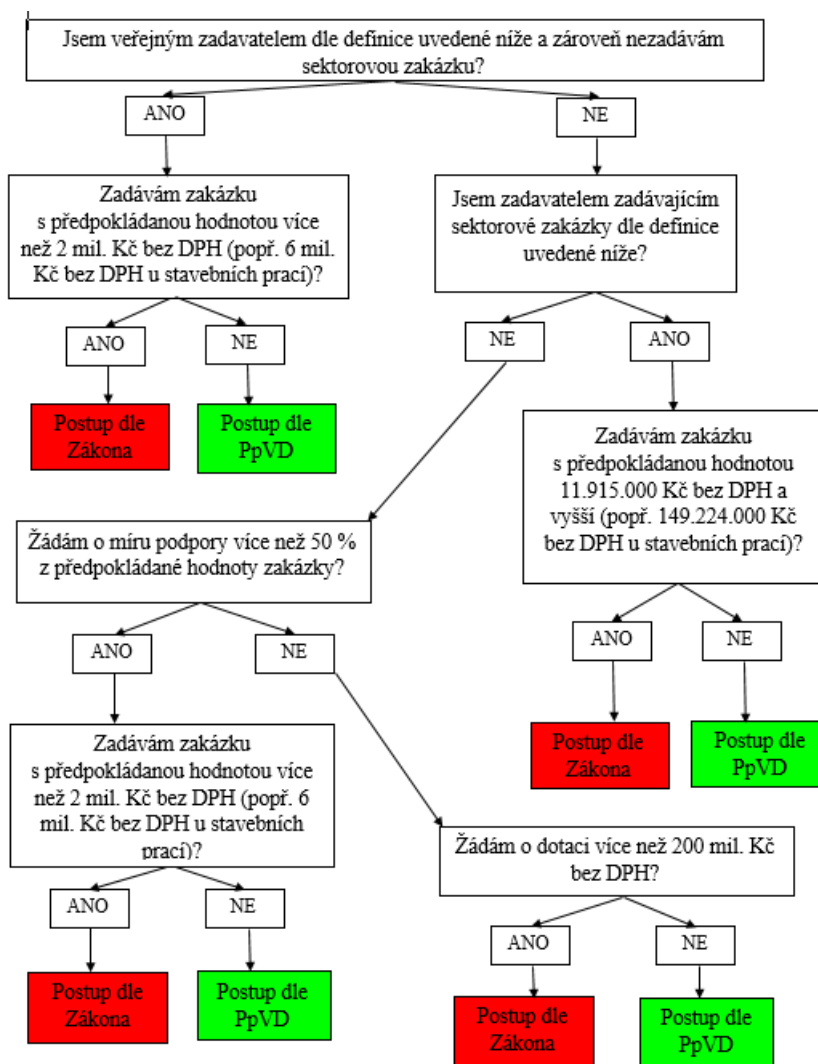 Jsem veřejným zadavatelem dle definice uvedené níže a zároveň nezadávám
sektorovou zakázku?
ANO
NE
Zadávám zakázku
s předpokládanou hodnotou více
než 2 mil. Kč bez DPH (popř. 6 mil.
Kč bez DPH u stavebních prací)?
Jsem zadavatelem zadávajícím
sektorové zakázky dle definice
uvedené níže?
ANO
NE
NE
ANO
Postup dle
Zákona
Postup dle
PpVD
Zadávám zakázku
s předpokládanou hodnotou
11.915.000 Kč bez DPH a
vyšší (popř. 149.224.000 Kč
bez DPH u stavebních prací)?
Žádám o míru podpory více než 50 %
z předpokládané hodnoty zakázky?
ANO
NE
ANO
NE
Postup dle
Zákona
Postup dle
PpVD
Zadávám zakázku
s předpokládanou hodnotou více
než 2 mil. Kč bez DPH (popř. 6
mil. Kč bez DPH u stavebních
prací)?
Žádám o dotaci více než 200 mil. Kč
bez DPH?
ANO
NE
ANO
NE
Postup dle
Zákona
Postup dle
PpVD
Postup dle
Zákona
Postup dle
PpVD